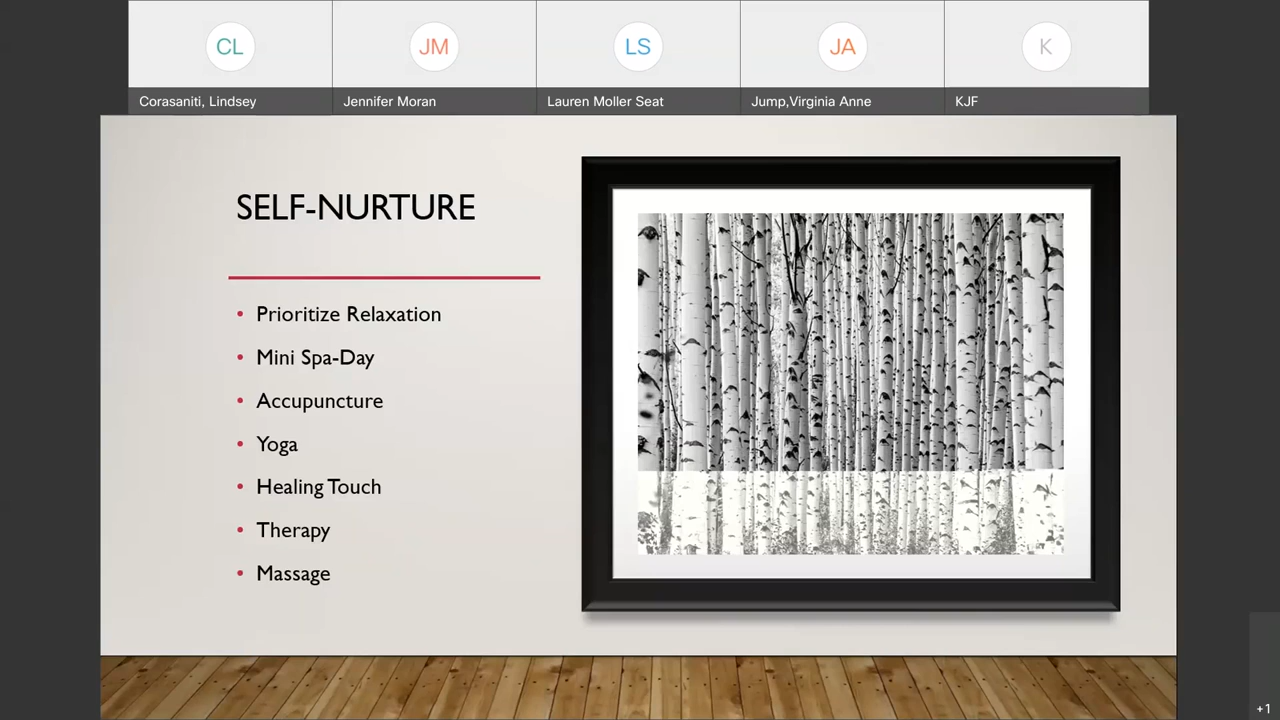 CL
JM
LS
JA
K
Corasaniti, Lindsey
Jennifer Moran
Lauren Moller Seat
Jump,Virginia Anne
KJF
SELF-NURTURE
• Prioritize Relaxation
• Mini Spa-Day
• Accupuncture
• Yoga
• Healing Touch
• Therapy
• Massage
+1